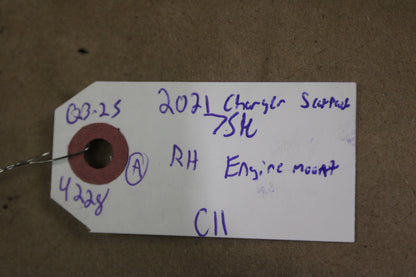 Q3-25
2021 Charger Scatpack
75K
A
RH Engine mount
4228
C11